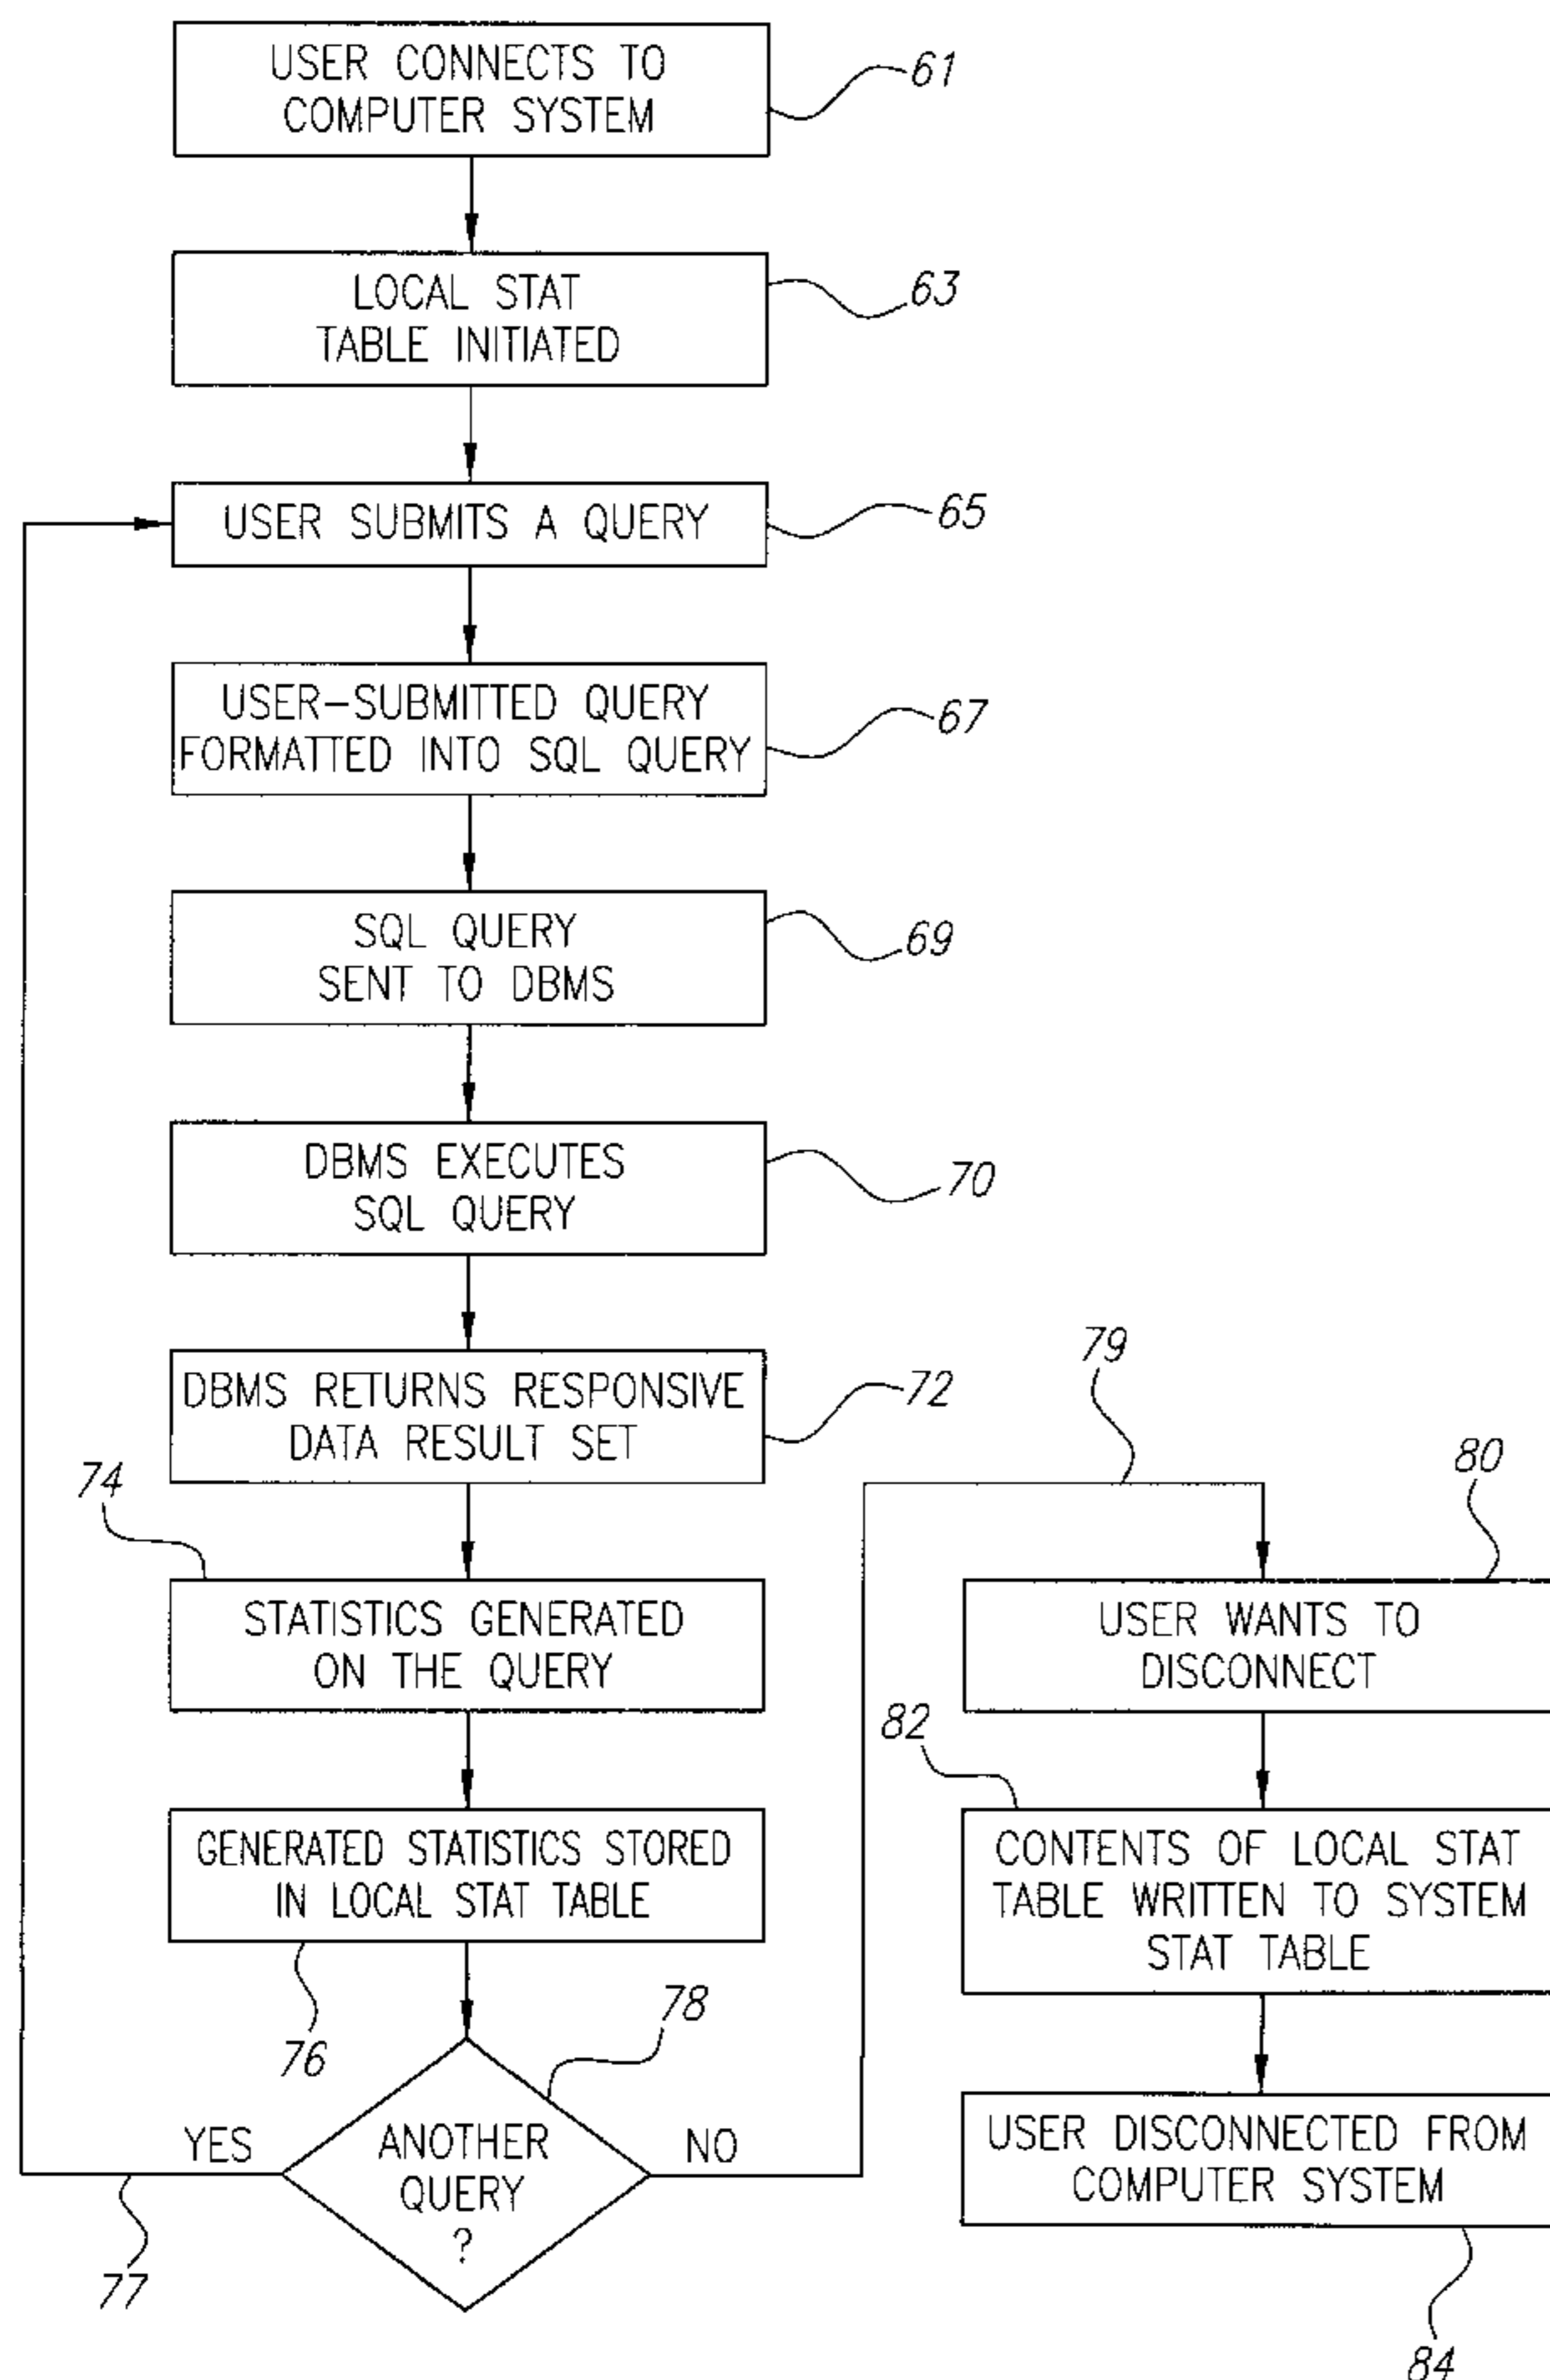 USER CONNECTS TO
COMPUTER SYSTEM
61
LOCAL STAT
TABLE INITIATED
63
USER SUBMITS A QUERY
65
USER-SUBMITTED QUERY
FORMATTED INTO SQL QUERY
67
SQL QUERY
SENT TO DBMS
69
DBMS EXECUTES
SQL QUERY
70
DBMS RETURNS RESPONSIVE
DATA RESULT SET
72
74
STATISTICS GENERATED
ON THE QUERY
GENERATED STATISTICS STORED
IN LOCAL STAT TABLE
76
78
ANOTHER
QUERY
?
YES
77
NO
79
80
USER WANTS TO
DISCONNECT
82
CONTENTS OF LOCAL STAT
TABLE WRITTEN TO SYSTEM
STAT TABLE
USER DISCONNECTED FROM
COMPUTER SYSTEM
84